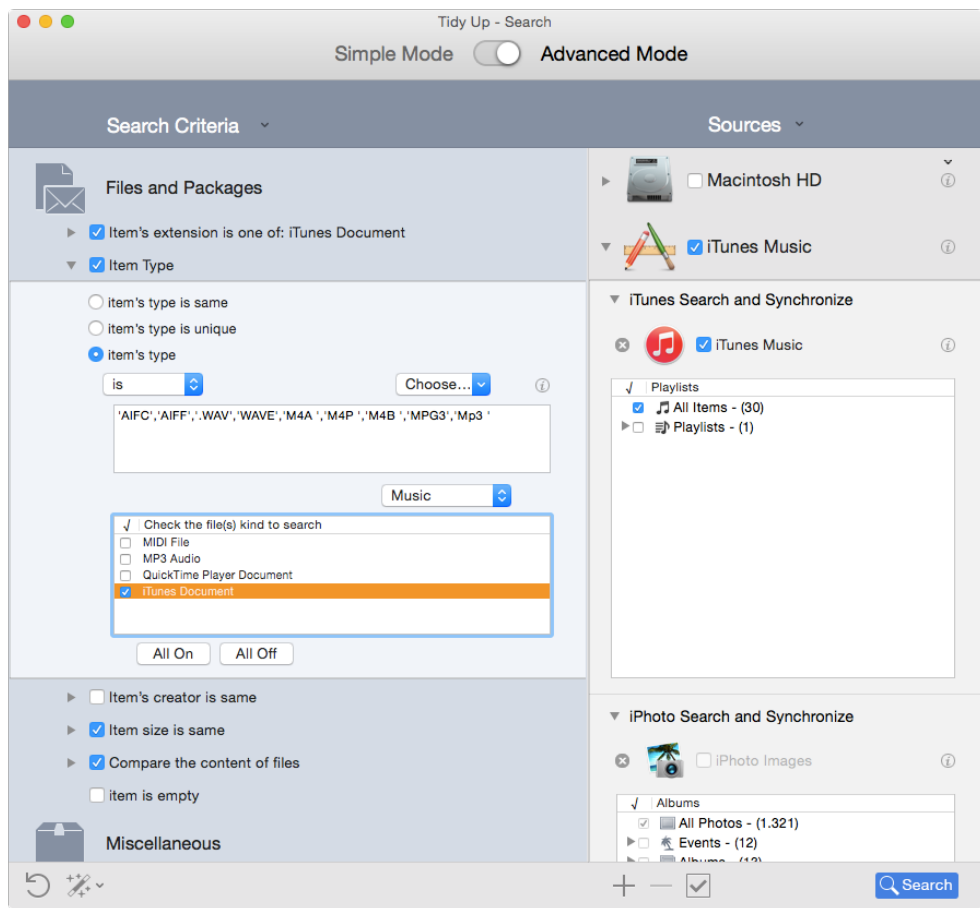 Tidy Up - Search
Simple Mode
Advanced Mode
Search Criteria
Sources
Files and Packages
Item's extension is one of: iTunes Document
Item Type
item's type is same
item's type is unique
item's type
is
Choose...
'AIFC','AIFF','.WAV','WAVE','M4A ','M4P ','M4B ','MPG3','Mp3 '
Music
√ Check the file(s) kind to search
MIDI File
MP3 Audio
QuickTime Player Document
iTunes Document
All On
All Off
Item's creator is same
Item size is same
Compare the content of files
item is empty
Miscellaneous
Macintosh HD
iTunes Music
iTunes Search and Synchronize
iTunes Music
√ Playlists
All Items - (30)
Playlists - (1)
iPhoto Search and Synchronize
iPhoto Images
√ Albums
All Photos - (1.321)
Events - (12)
Albums - (12)
Search